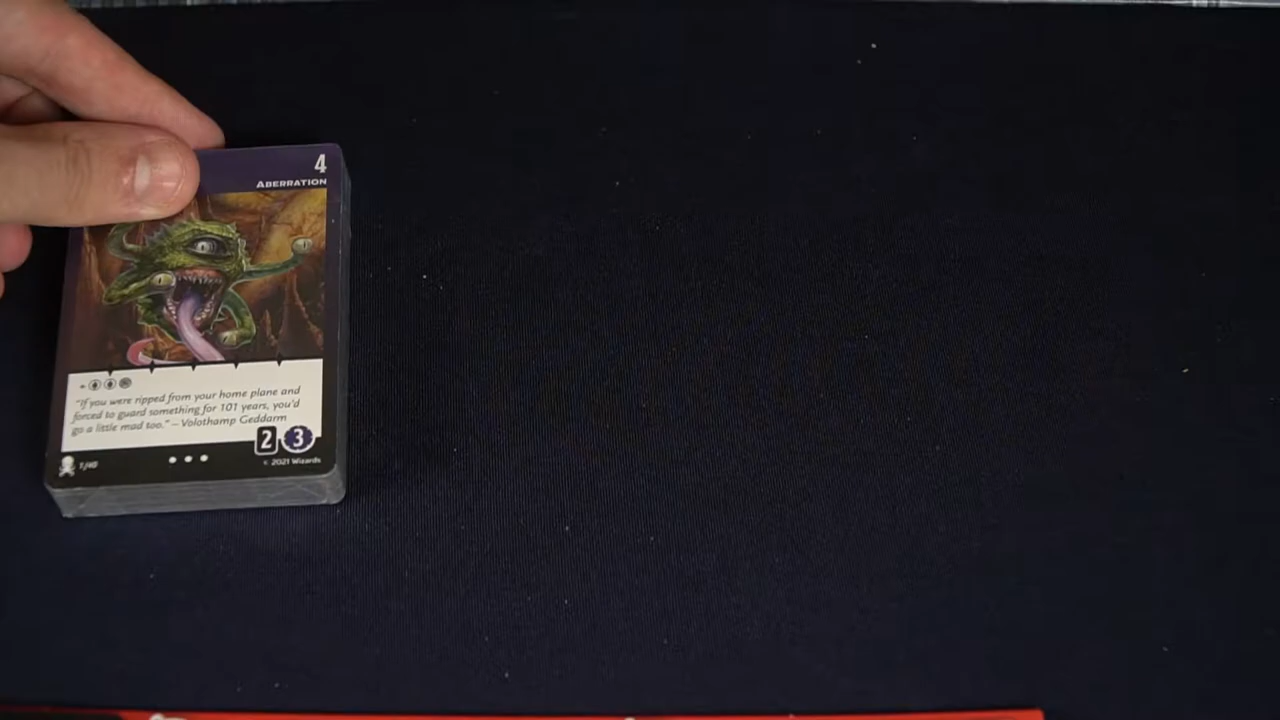 4
ABERRATION
"If you were ripped from your home plane and
forced to guard something for 101 years, you'd
go a little mad too." – Volothamp Geddarm
2 3
1/40 © 2021 Wizards